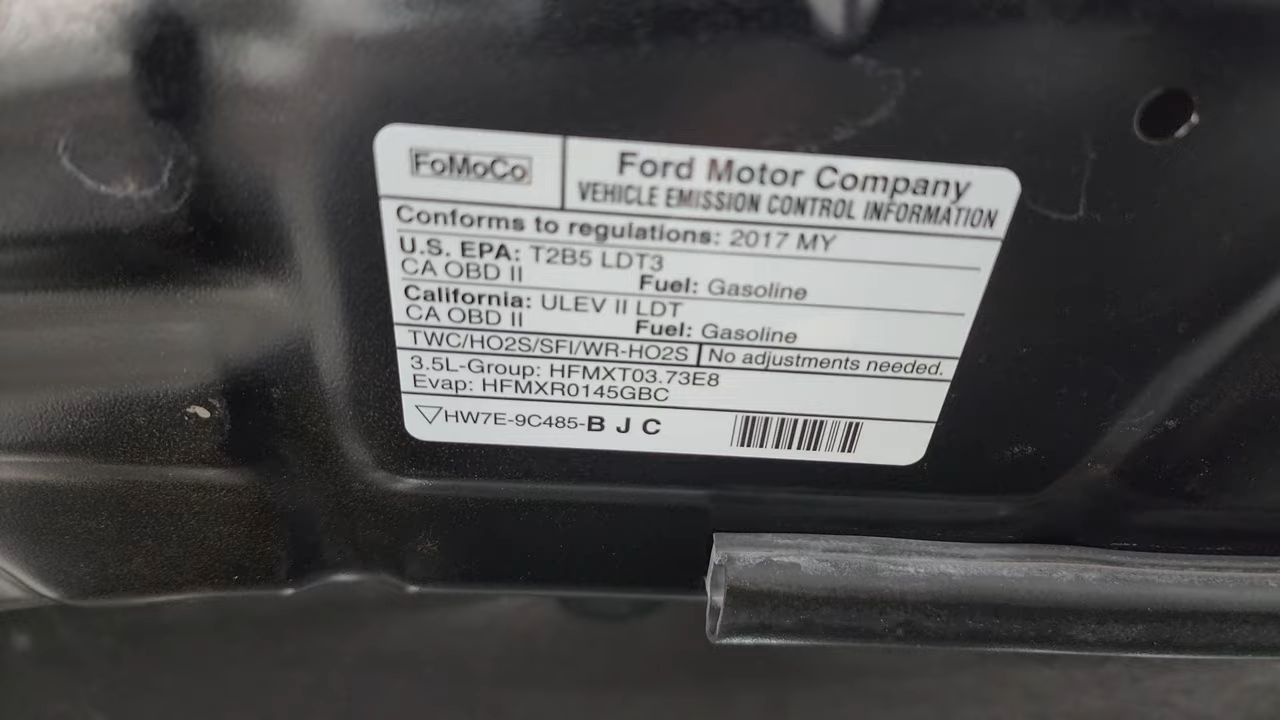 FoMoCo
Ford Motor Company
VEHICLE EMISSION CONTROL INFORMATION
Conforms to regulations: 2017 MY
U.S. EPA: T2B5 LDT3
CA OBD II Fuel: Gasoline
California: ULEV II LDT
CA OBD II Fuel: Gasoline
TWC/HO2S/SFI/WR-HO2S No adjustments needed.
3.5L-Group: HFMXT03.73E8
Evap: HFMXR0145GBC
HW7E-9C485-B J C